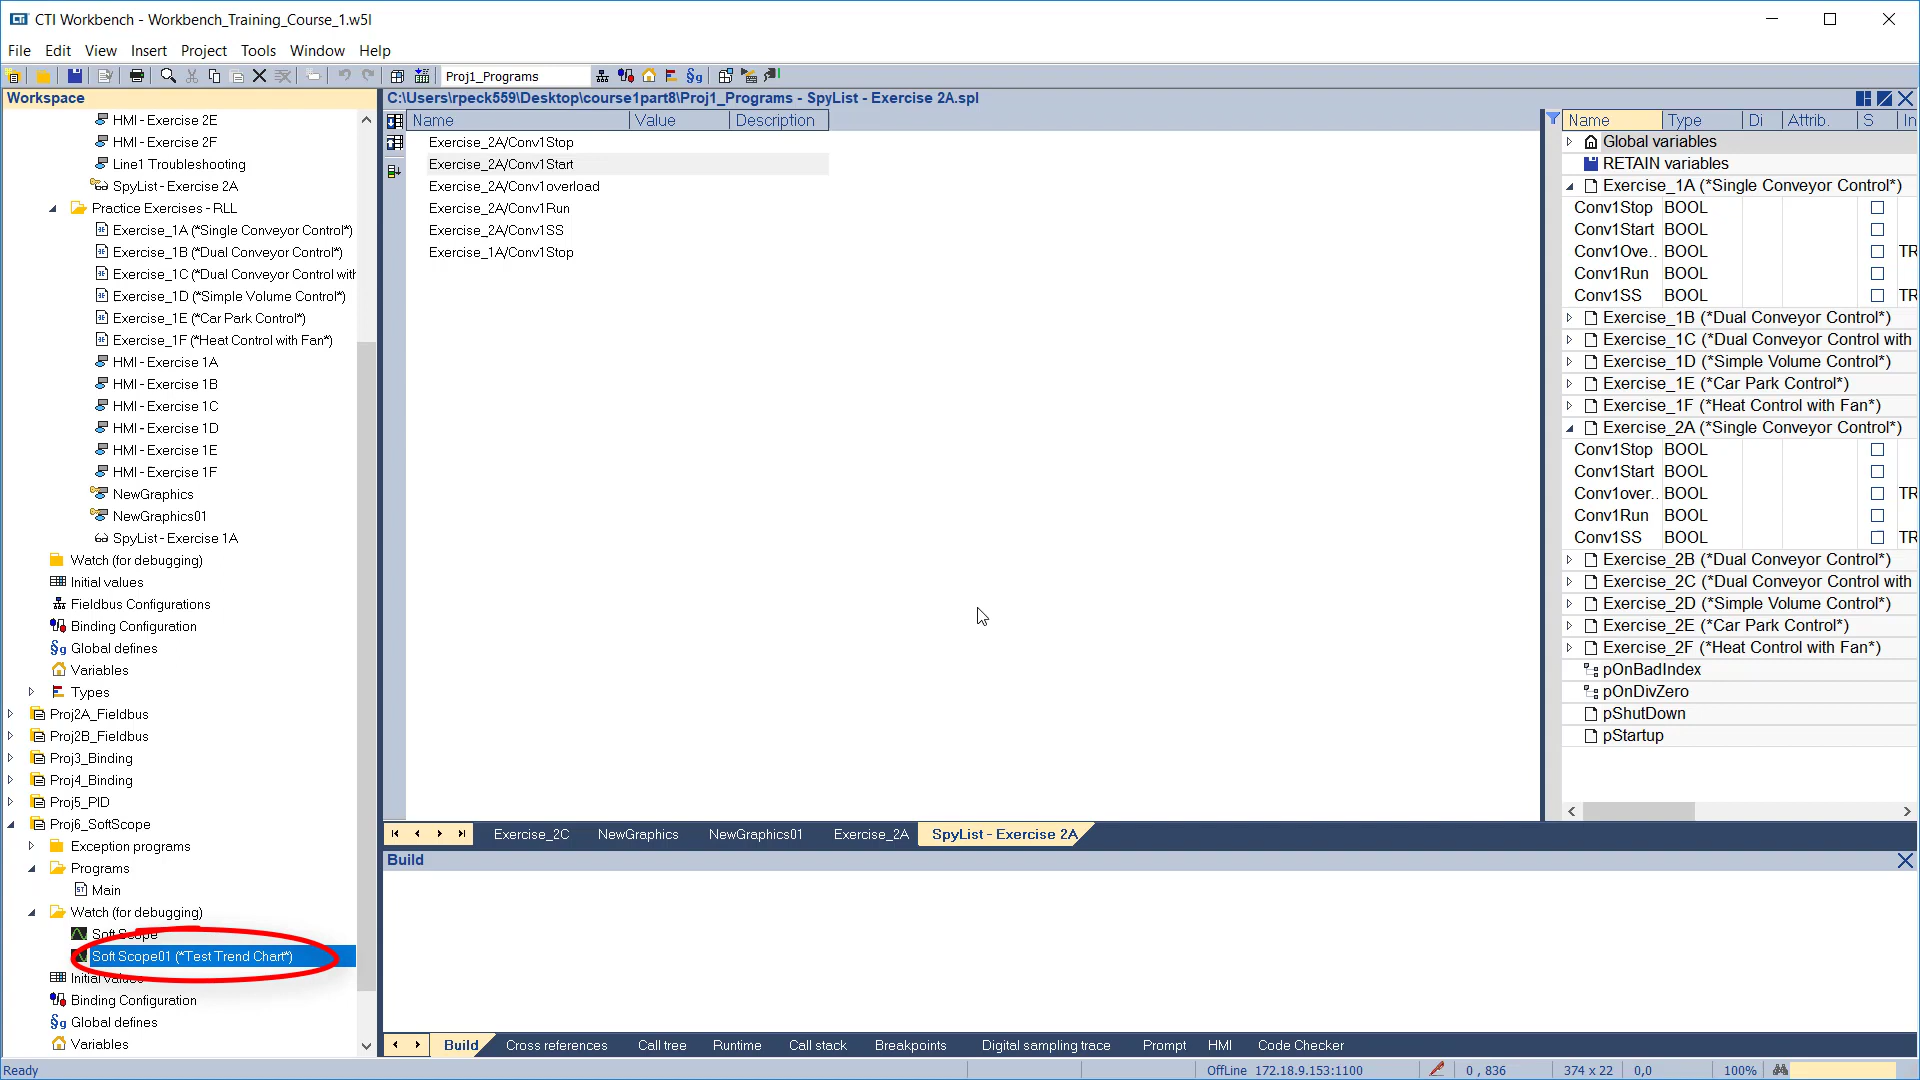 CTI Workbench - Workbench_Training_Course_1.w5l
File Edit View Insert Project Tools Window Help
Proj1_Programs
Workspace
HMI - Exercise 2E
HMI - Exercise 2F
Line1 Troubleshooting
SpyList - Exercise 2A
Practice Exercises - RLL
Exercise_1A (*Single Conveyor Control*)
Exercise_1B (*Dual Conveyor Control*)
Exercise_1C (*Dual Conveyor Control with
Exercise_1D (*Simple Volume Control*)
Exercise_1E (*Car Park Control*)
Exercise_1F (*Heat Control with Fan*)
HMI - Exercise 1A
HMI - Exercise 1B
HMI - Exercise 1C
HMI - Exercise 1D
HMI - Exercise 1E
HMI - Exercise 1F
NewGraphics
NewGraphics01
SpyList - Exercise 1A
Watch (for debugging)
Initial values
Fieldbus Configurations
Binding Configuration
Global defines
Variables
Types
Proj2A_Fieldbus
Proj2B_Fieldbus
Proj3_Binding
Proj4_Binding
Proj5_PID
Proj6_SoftScope
Exception programs
Programs
Main
Watch (for debugging)
Soft Scope
Soft Scope01 (*Test Trend Chart*)
Initial values
Binding Configuration
Global defines
Variables
C:\Users\rpeck559\Desktop\course1part8\Proj1_Programs - SpyList - Exercise 2A.spl
Name Value Description
Exercise_2A/Conv1Stop
Exercise_2A/Conv1Start
Exercise_2A/Conv1overload
Exercise_2A/Conv1Run
Exercise_2A/Conv1SS
Exercise_1A/Conv1Stop
Exercise_2C NewGraphics NewGraphics01 Exercise_2A SpyList - Exercise 2A
Name Type Di Attrib. S In
Global variables
RETAIN variables
Exercise_1A (*Single Conveyor Control*)
Conv1Stop BOOL
Conv1Start BOOL
Conv1Ove.. BOOL TR
Conv1Run BOOL
Conv1SS BOOL TR
Exercise_1B (*Dual Conveyor Control*)
Exercise_1C (*Dual Conveyor Control with
Exercise_1D (*Simple Volume Control*)
Exercise_1E (*Car Park Control*)
Exercise_1F (*Heat Control with Fan*)
Exercise_2A (*Single Conveyor Control*)
Conv1Stop BOOL
Conv1Start BOOL
Conv1over.. BOOL TR
Conv1Run BOOL
Conv1SS BOOL TR
Exercise_2B (*Dual Conveyor Control*)
Exercise_2C (*Dual Conveyor Control with
Exercise_2D (*Simple Volume Control*)
Exercise_2E (*Car Park Control*)
Exercise_2F (*Heat Control with Fan*)
pOnBadIndex
pOnDivZero
pShutDown
pStartup
Build
Build Cross references Call tree Runtime Call stack Breakpoints Digital sampling trace Prompt HMI Code Checker
Ready OffLine 172.18.9.153:1100 0 , 836 374 x 22 0,0 100%